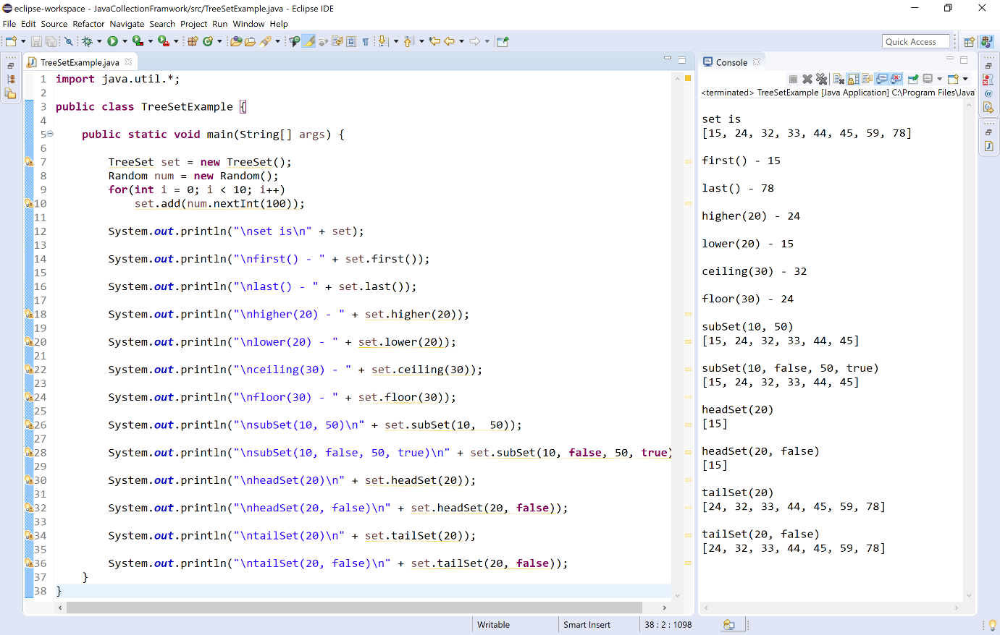 eclipse-workspace - JavaCollectionFramwork/src/TreeSetExample.java - Eclipse IDE
File Edit Source Refactor Navigate Search Project Run Window Help
Quick Access
TreeSetExample.java
1 import java.util.*;
2
3 public class TreeSetExample {
4
5     public static void main(String[] args) {
6
7         TreeSet set = new TreeSet();
8         Random num = new Random();
9         for(int i = 0; i < 10; i++)
10             set.add(num.nextInt(100));
11
12         System.out.println("\nset is\n" + set);
13
14         System.out.println("\nfirst() - " + set.first());
15
16         System.out.println("\nlast() - " + set.last());
17
18         System.out.println("\nhigher(20) - " + set.higher(20));
19
20         System.out.println("\nlower(20) - " + set.lower(20));
21
22         System.out.println("\nceiling(30) - " + set.ceiling(30));
23
24         System.out.println("\nfloor(30) - " + set.floor(30));
25
26         System.out.println("\nsubSet(10, 50)\n" + set.subSet(10,  50));
27
28         System.out.println("\nsubSet(10, false, 50, true)\n" + set.subSet(10, false, 50, true)
29
30         System.out.println("\nheadSet(20)\n" + set.headSet(20));
31
32         System.out.println("\nheadSet(20, false)\n" + set.headSet(20, false));
33
34         System.out.println("\ntailSet(20)\n" + set.tailSet(20));
35
36         System.out.println("\ntailSet(20, false)\n" + set.tailSet(20, false));
37     }
38 }
Console
<terminated> TreeSetExample [Java Application] C:\Program Files\Java
set is
[15, 24, 32, 33, 44, 45, 59, 78]
first() - 15
last() - 78
higher(20) - 24
lower(20) - 15
ceiling(30) - 32
floor(30) - 24
subSet(10, 50)
[15, 24, 32, 33, 44, 45]
subSet(10, false, 50, true)
[15, 24, 32, 33, 44, 45]
headSet(20)
[15]
headSet(20, false)
[15]
tailSet(20)
[24, 32, 33, 44, 45, 59, 78]
tailSet(20, false)
[24, 32, 33, 44, 45, 59, 78]
Writable Smart Insert 38 : 2 : 1098